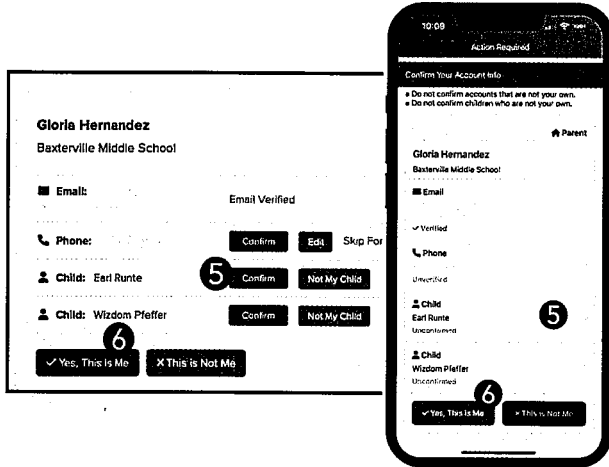 Gloria Hernandez
Baxterville Middle School
Email:
Email Verified
Phone:
Confirm Edit Skip For
Child: Earl Runte
5 Confirm Not My Child
Child: Wizdom Pfeffer
Confirm Not My Child
6
✓ Yes, This Is Me ✕ This is Not Me
10:09
Action Required
Confirm Your Account Info
• Do not confirm accounts that are not your own.
• Do not confirm children who are not your own.
Parent
Gloria Hernandez
Baxterville Middle School
Email
✓ Verified
Phone
Unverified
Child
Earl Runte
5
Unconfirmed
Child
Wizdom Pfeffer
Unconfirmed
6
✓ Yes, This Is Me × This is Not Me